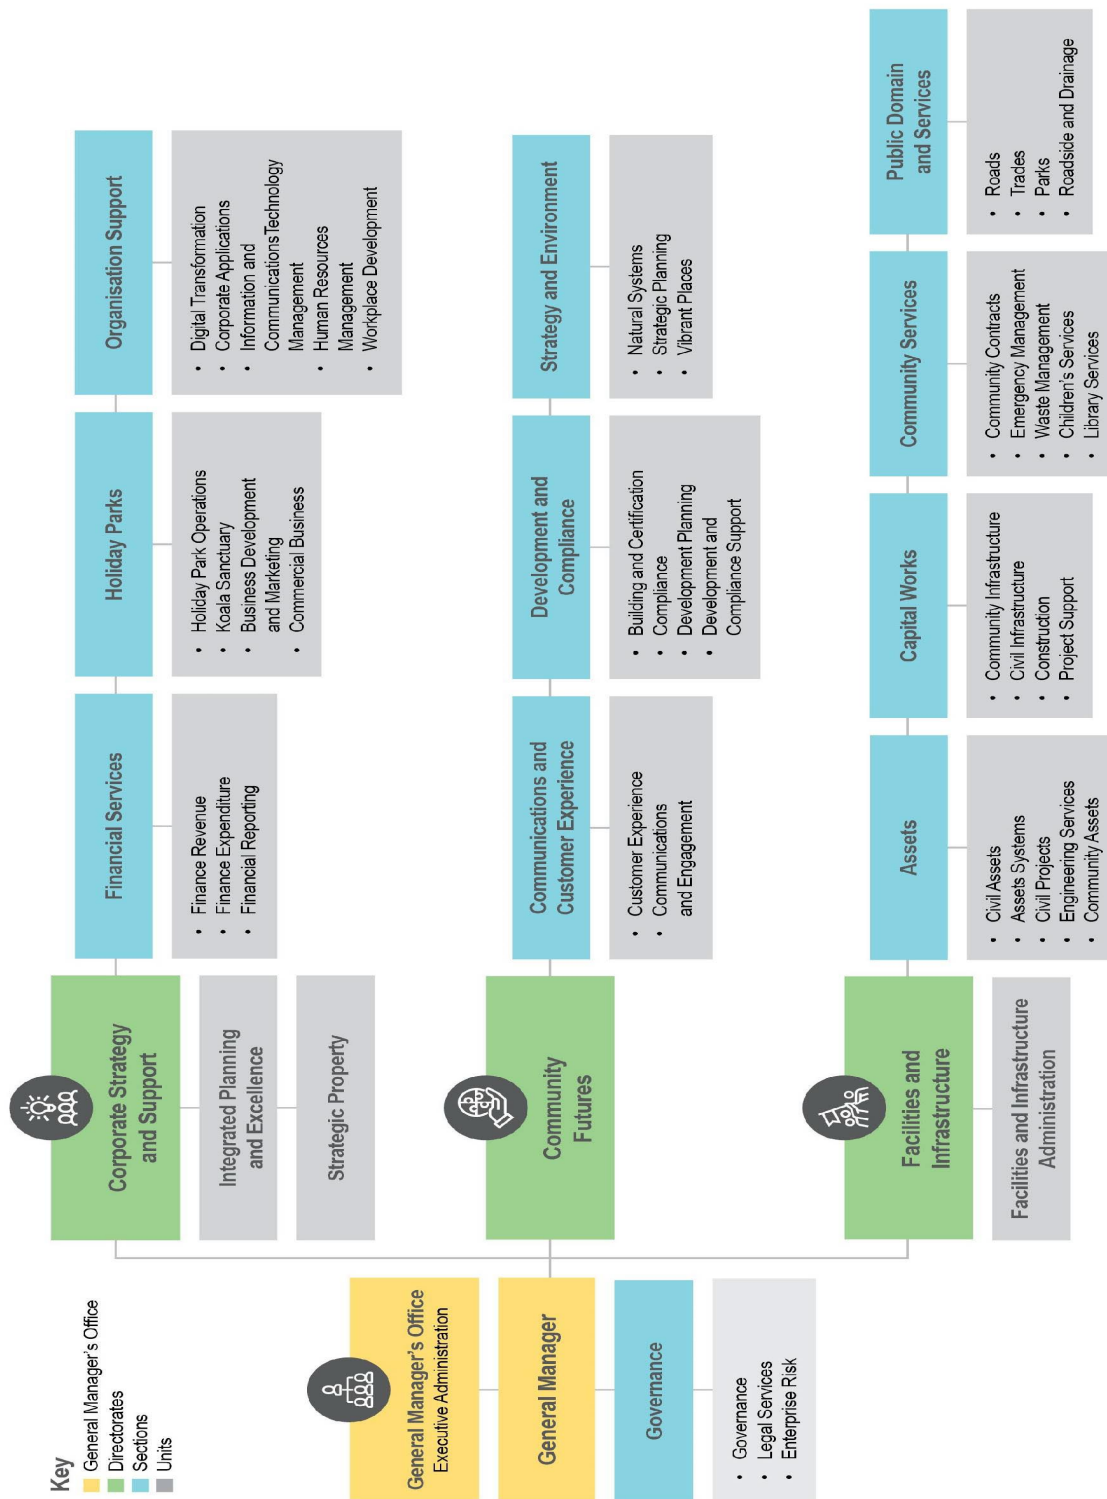 Key
General Manager's Office
Directorates
Sections
Units
General Manager's Office
Executive Administration
General Manager
Governance
• Governance
• Legal Services
• Enterprise Risk
Corporate Strategy
and Support
Integrated Planning
and Excellence
Strategic Property
Financial Services
• Finance Revenue
• Finance Expenditure
• Financial Reporting
Holiday Parks
• Holiday Park Operations
• Koala Sanctuary
• Business Development
and Marketing
• Commercial Business
Organisation Support
• Digital Transformation
• Corporate Applications
• Information and
CommunicationsTechnology
Management
• Human Resources
Management
• Workplace Development
Community
Futures
Communications and
Customer Experience
• Customer Experience
• Communications
and Engagement
Development and
Compliance
• Building and Certification
• Compliance
• Development Planning
• Development and
Compliance Support
Strategy and Environment
• Natural Systems
• Strategic Planning
• Vibrant Places
Facilities and
Infrastructure
Facilities and Infrastructure
Administration
Assets
• Civil Assets
• Assets Systems
• Civil Projects
• Engineering Services
• Community Assets
Capital Works
• Community Infrastructure
• Civil Infrastructure
• Construction
• Project Support
Community Services
• Community Contracts
• Emergency Management
• Waste Management
• Children's Services
• Library Services
Public Domain
and Services
• Roads
• Trades
• Parks
• Roadside and Drainage